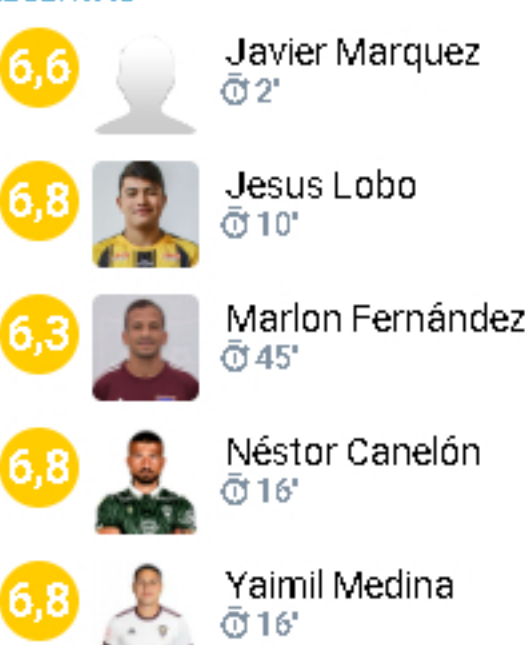 6,6
Javier Marquez
2'
6,8
Jesus Lobo
10'
6,3
Marlon Fernández
45'
6,8
Néstor Canelón
16'
6,8
Yaimil Medina
16'